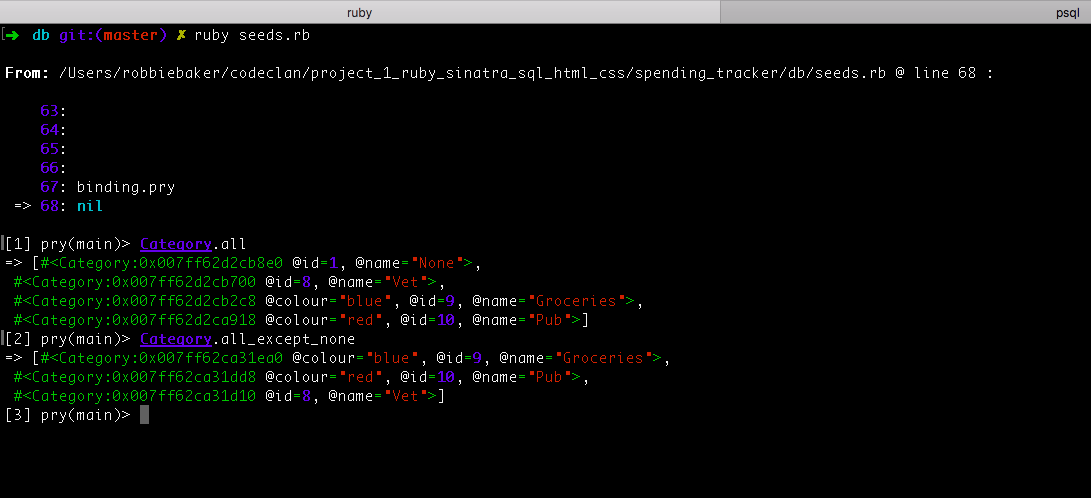 ruby
psql
[➜ db git:(master) ✗ ruby seeds.rb
From: /Users/robbiebaker/codeclan/project_1_ruby_sinatra_sql_html_css/spending_tracker/db/seeds.rb @ line 68 :
63:
64:
65:
66:
67: binding.pry
=> 68: nil
[1] pry(main)> Category.all
=> [#<Category:0x007ff62d2cb8e0 @id=1, @name="None">,
#<Category:0x007ff62d2cb700 @id=8, @name="Vet">,
#<Category:0x007ff62d2cb2c8 @colour="blue", @id=9, @name="Groceries">,
#<Category:0x007ff62d2ca918 @colour="red", @id=10, @name="Pub">]
[2] pry(main)> Category.all_except_none
=> [#<Category:0x007ff62ca31ea0 @colour="blue", @id=9, @name="Groceries">,
#<Category:0x007ff62ca31dd8 @colour="red", @id=10, @name="Pub">,
#<Category:0x007ff62ca31d10 @id=8, @name="Vet">]
[3] pry(main)>